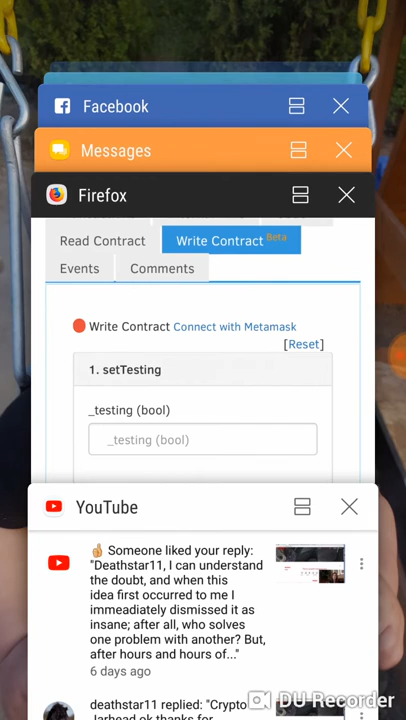 Facebook
Messages
Firefox
Read Contract
Write Contract Beta
Events
Comments
Write Contract Connect with Metamask
[Reset]
1. setTesting
_testing (bool)
_testing (bool)
YouTube
☝ Someone liked your reply:
"Deathstar11, I can understand
the doubt, and when this
idea first occurred to me I
immeadiately dismissed it as
insane; after all, who solves
one problem with another? But,
after hours and hours of..."
6 days ago
deathstar11 replied: "Crypto
Jarhead ok thanks for
DU Recorder